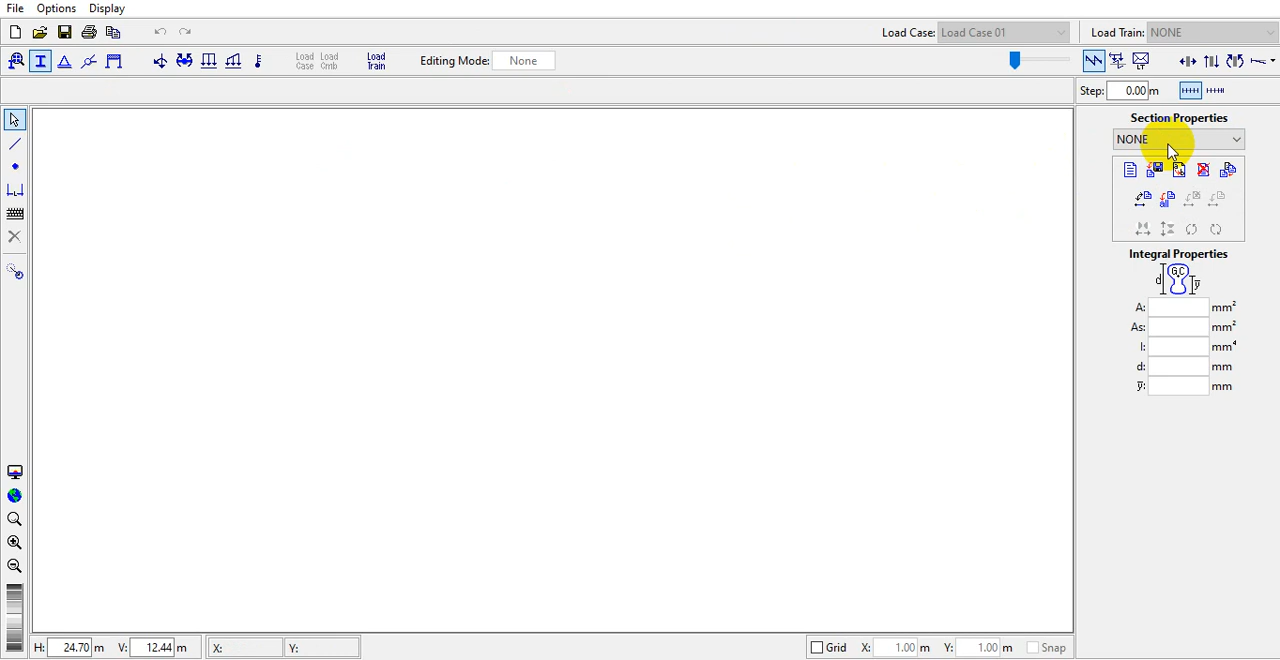 File Options Display
Load Case: Load Case 01 Load Train: NONE
Load Case Load Cmb Load Train Editing Mode: None
Step: 0.00 m
Section Properties
NONE
all
Integral Properties
d G.C ȳ
A: mm²
As: mm²
I: mm⁴
d: mm
ȳ: mm
H: 24.70 m V: 12.44 m X: Y: Grid X: 1.00 m Y: 1.00 m Snap